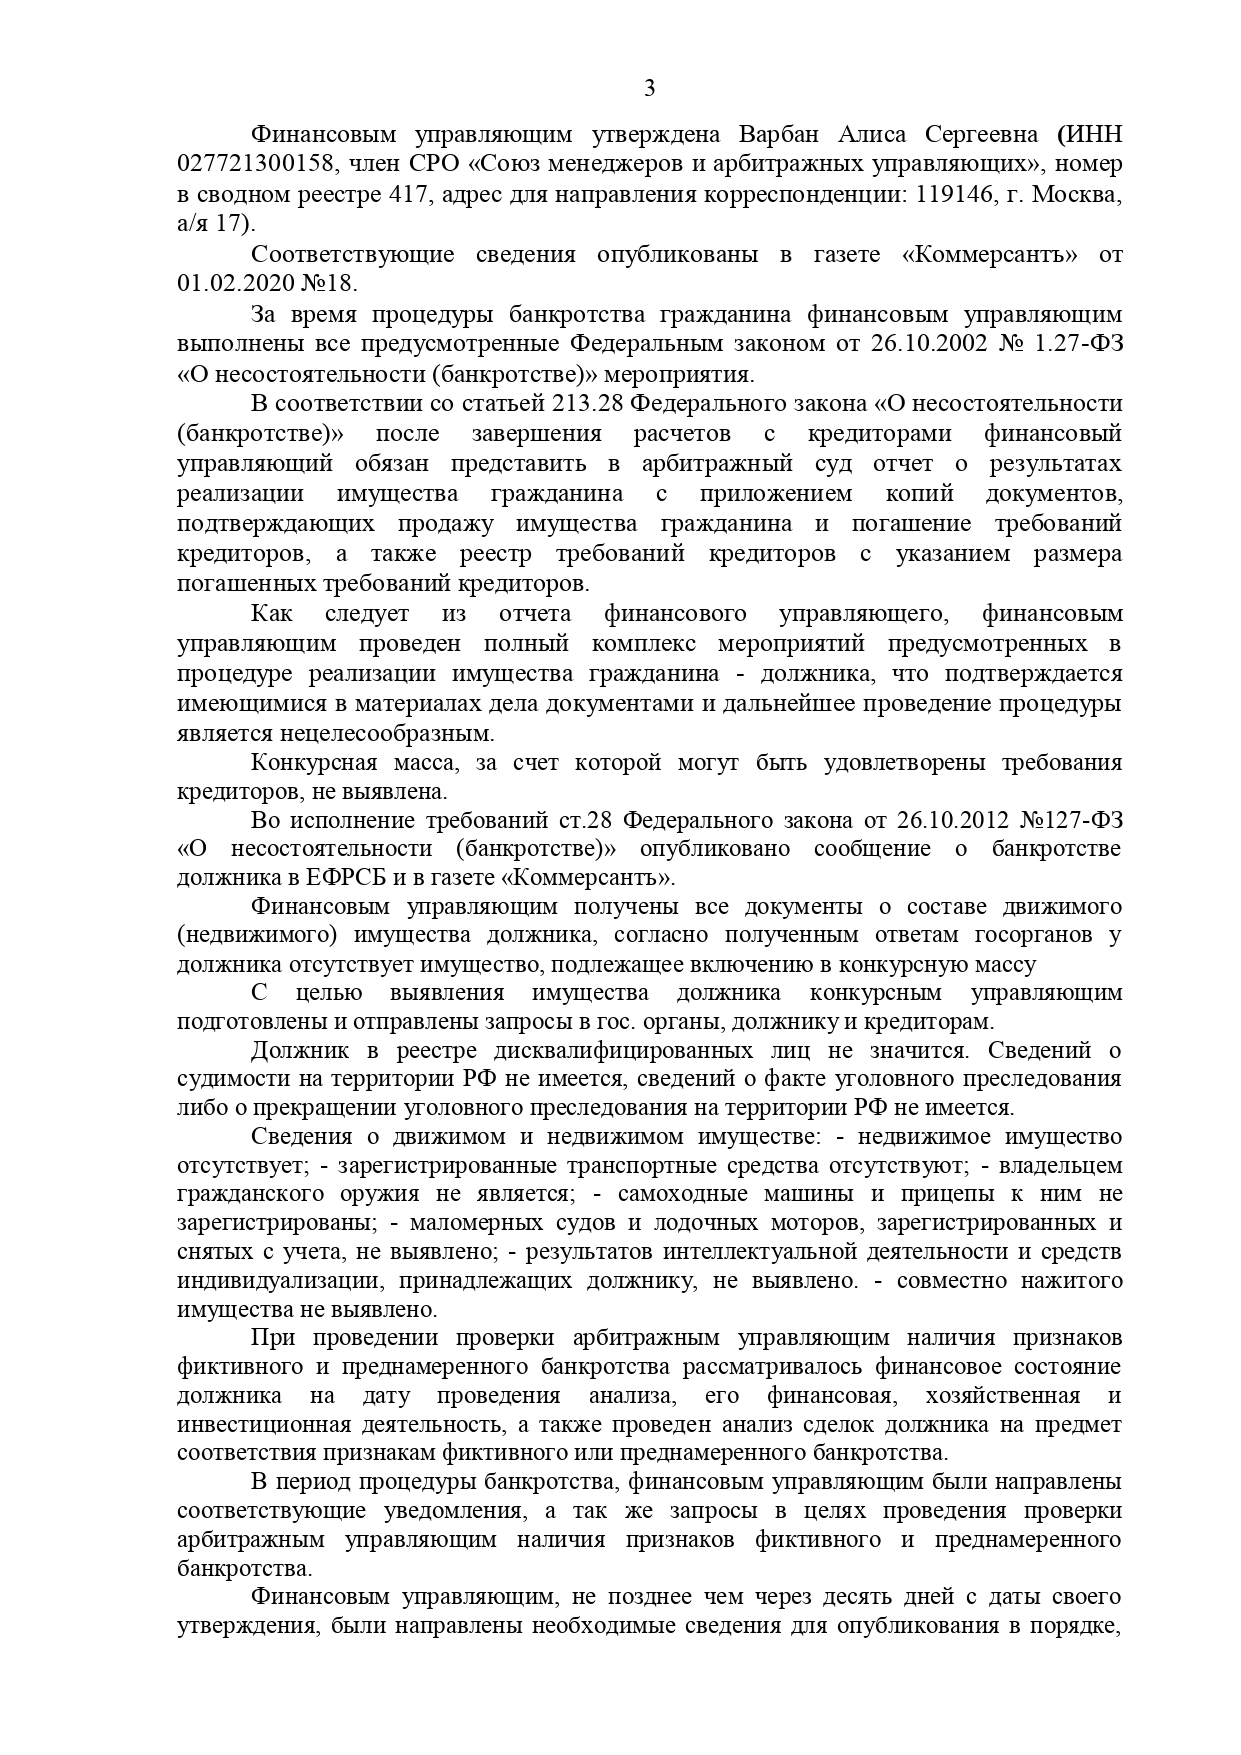 3
Финансовым управляющим утверждена Варбан Алиса Сергеевна (ИНН
027721300158, член СРО «Союз менеджеров и арбитражных управляющих», номер
в сводном реестре 417, адрес для направления корреспонденции: 119146, г. Москва,
а/я 17).
Соответствующие сведения опубликованы в газете «Коммерсантъ» от
01.02.2020 №18.
За время процедуры банкротства гражданина финансовым управляющим
выполнены все предусмотренные Федеральным законом от 26.10.2002 № 1.27-ФЗ
«О несостоятельности (банкротстве)» мероприятия.
В соответствии со статьей 213.28 Федерального закона «О несостоятельности
(банкротстве)» после завершения расчетов с кредиторами финансовый
управляющий обязан представить в арбитражный суд отчет о результатах
реализации имущества гражданина с приложением копий документов,
подтверждающих продажу имущества гражданина и погашение требований
кредиторов, а также реестр требований кредиторов с указанием размера
погашенных требований кредиторов.
Как следует из отчета финансового управляющего, финансовым
управляющим проведен полный комплекс мероприятий предусмотренных в
процедуре реализации имущества гражданина - должника, что подтверждается
имеющимися в материалах дела документами и дальнейшее проведение процедуры
является нецелесообразным.
Конкурсная масса, за счет которой могут быть удовлетворены требования
кредиторов, не выявлена.
Во исполнение требований ст.28 Федерального закона от 26.10.2012 №127-ФЗ
«О несостоятельности (банкротстве)» опубликовано сообщение о банкротстве
должника в ЕФРСБ и в газете «Коммерсантъ».
Финансовым управляющим получены все документы о составе движимого
(недвижимого) имущества должника, согласно полученным ответам госорганов у
должника отсутствует имущество, подлежащее включению в конкурсную массу
С целью выявления имущества должника конкурсным управляющим
подготовлены и отправлены запросы в гос. органы, должнику и кредиторам.
Должник в реестре дисквалифицированных лиц не значится. Сведений о
судимости на территории РФ не имеется, сведений о факте уголовного преследования
либо о прекращении уголовного преследования на территории РФ не имеется.
Сведения о движимом и недвижимом имуществе: - недвижимое имущество
отсутствует; - зарегистрированные транспортные средства отсутствуют; - владельцем
гражданского оружия не является; - самоходные машины и прицепы к ним не
зарегистрированы; - маломерных судов и лодочных моторов, зарегистрированных и
снятых с учета, не выявлено; - результатов интеллектуальной деятельности и средств
индивидуализации, принадлежащих должнику, не выявлено. - совместно нажитого
имущества не выявлено.
При проведении проверки арбитражным управляющим наличия признаков
фиктивного и преднамеренного банкротства рассматривалось финансовое состояние
должника на дату проведения анализа, его финансовая, хозяйственная и
инвестиционная деятельность, а также проведен анализ сделок должника на предмет
соответствия признакам фиктивного или преднамеренного банкротства.
В период процедуры банкротства, финансовым управляющим были направлены
соответствующие уведомления, а так же запросы в целях проведения проверки
арбитражным управляющим наличия признаков фиктивного и преднамеренного
банкротства.
Финансовым управляющим, не позднее чем через десять дней с даты своего
утверждения, были направлены необходимые сведения для опубликования в порядке,